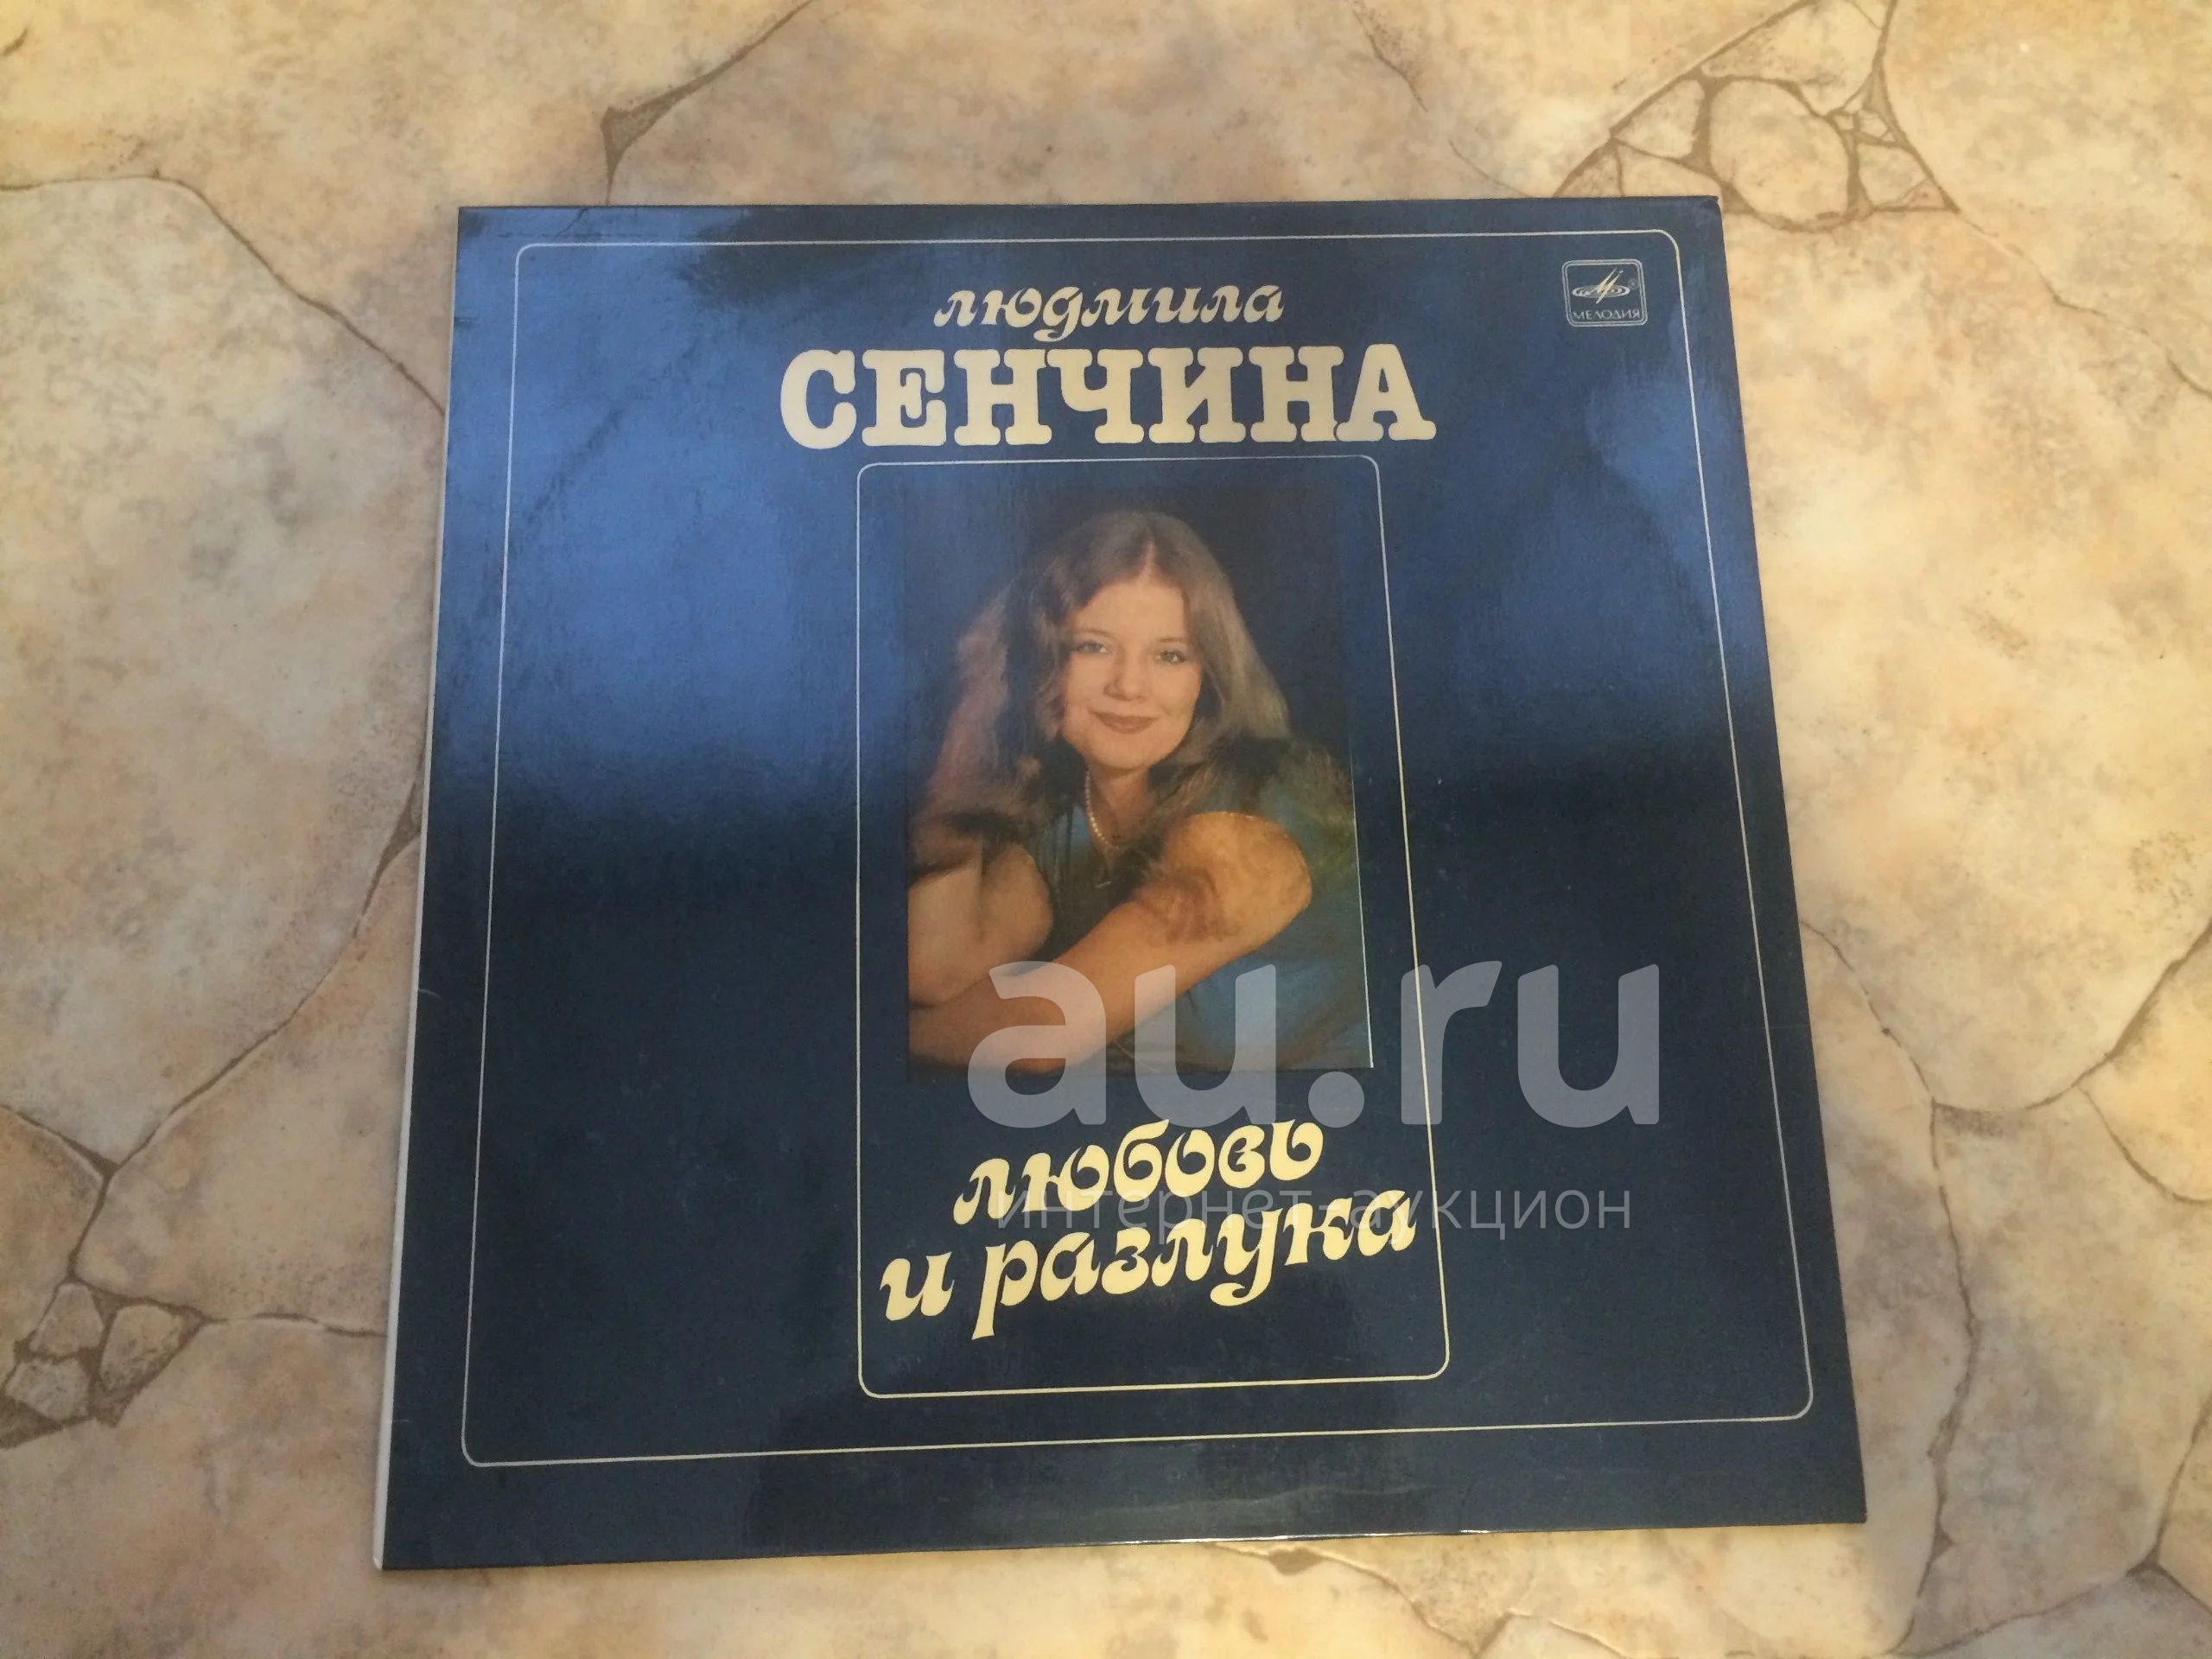 людмила
СЕНЧИНА
МЕЛОДИЯ
au.ru
любовь
интернет-аукцион
и разлука